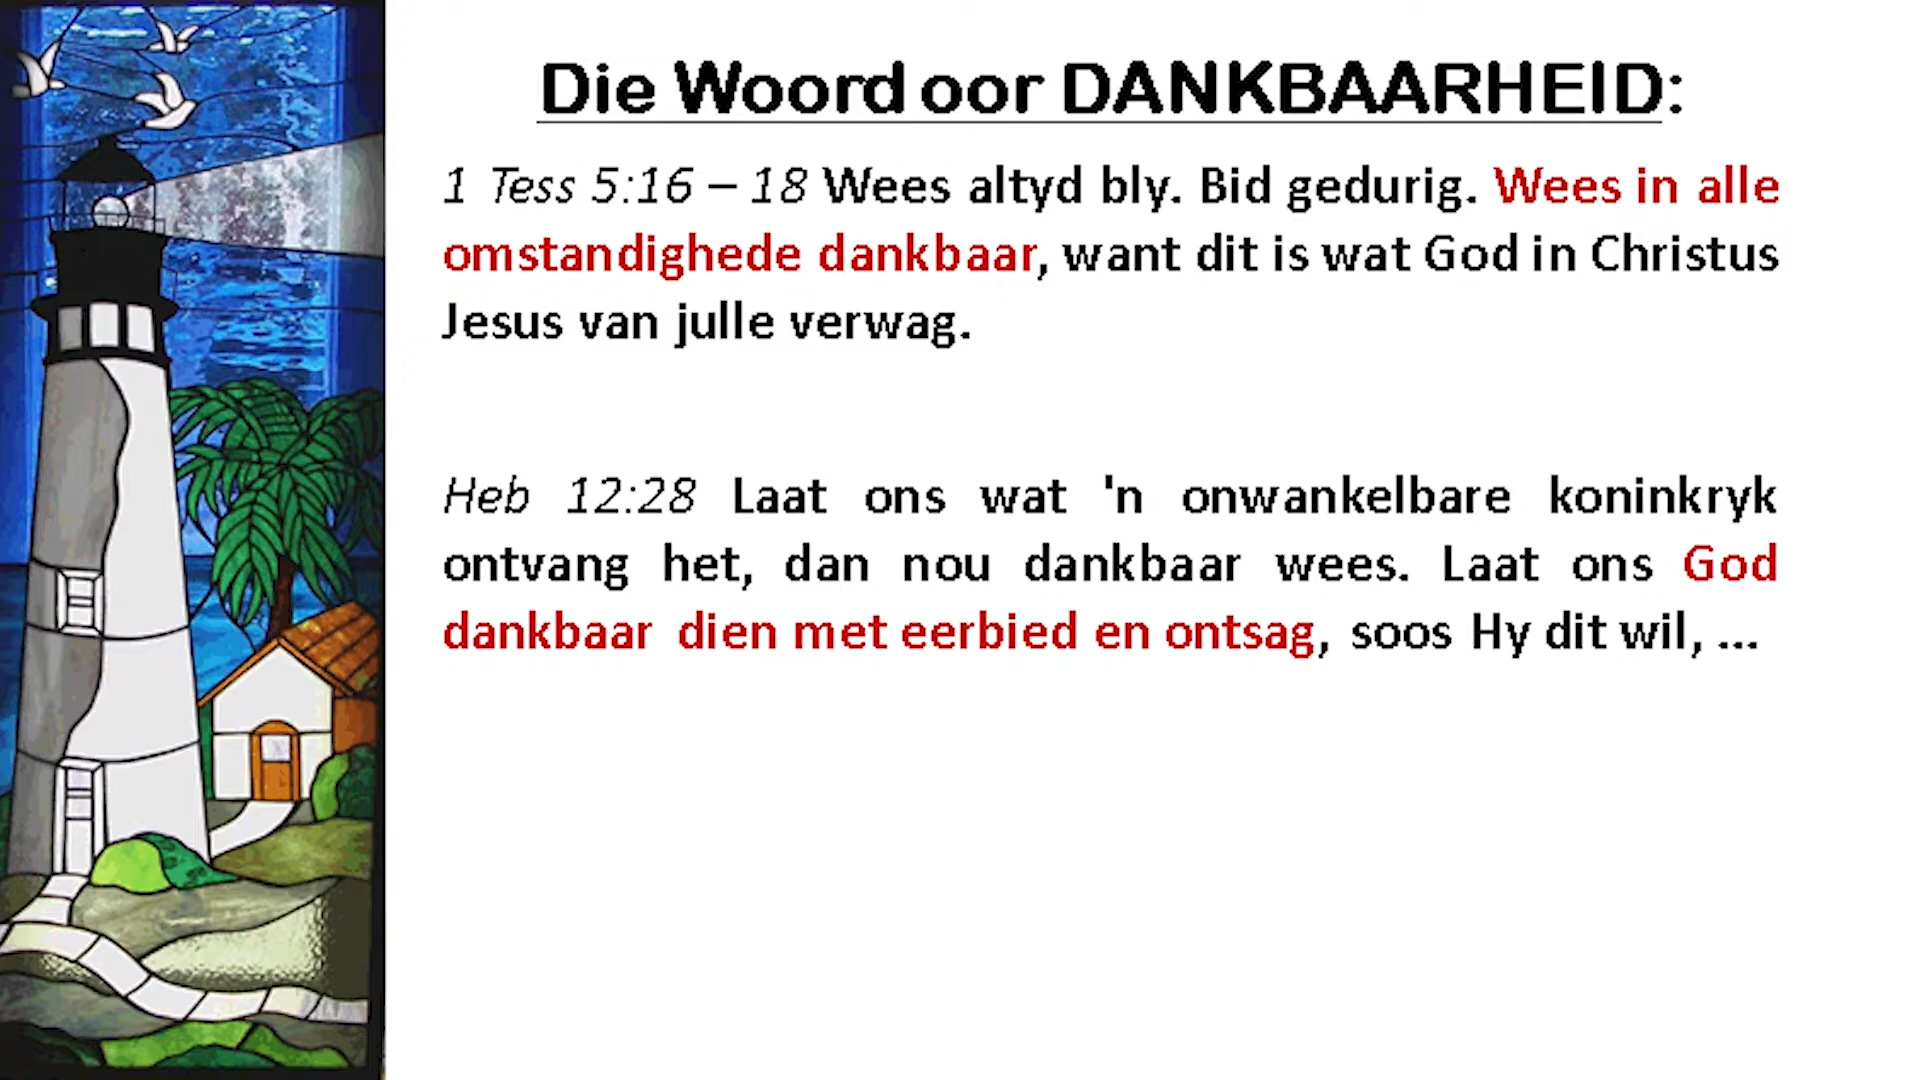 Die Woord oor DANKBAARHEID:
1 Tess 5:16 – 18 Wees altyd bly. Bid gedurig. Wees in alle
omstandighede dankbaar, want dit is wat God in Christus
Jesus van julle verwag.
Heb 12:28 Laat ons wat 'n onwankelbare koninkryk
ontvang het, dan nou dankbaar wees. Laat ons God
dankbaar dien met eerbied en ontsag, soos Hy dit wil, ...